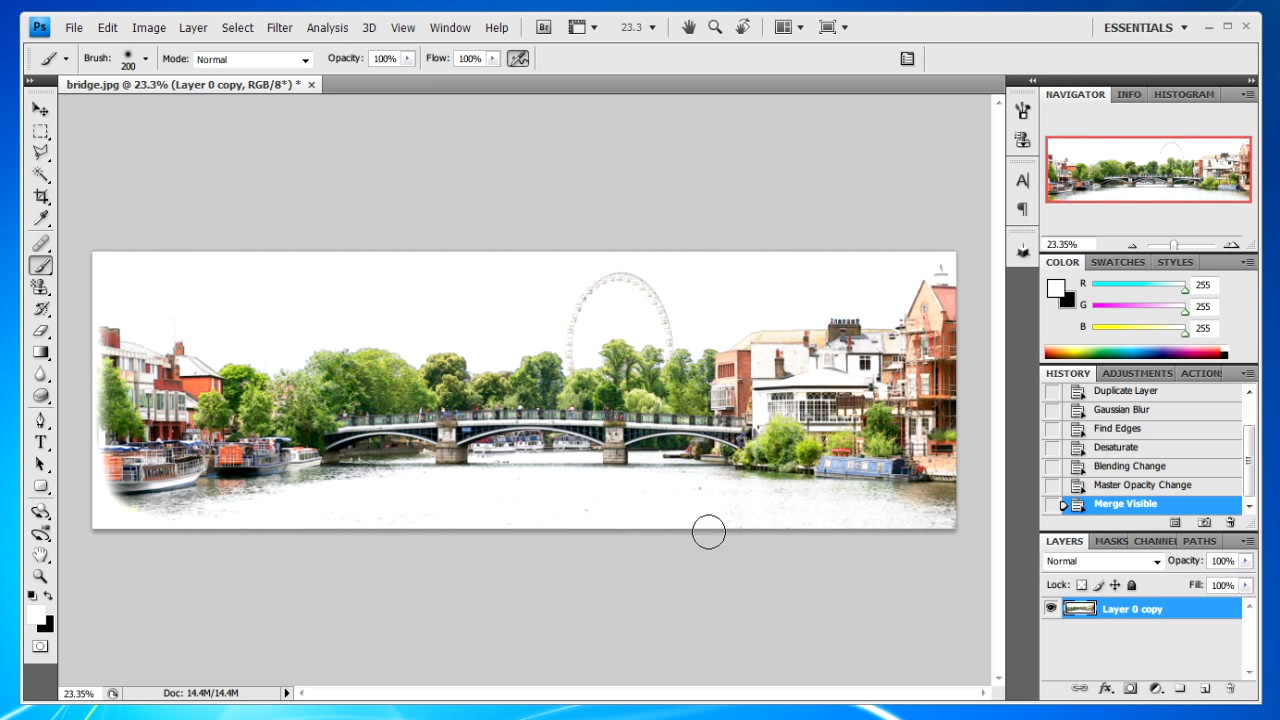 Ps File Edit Image Layer Select Filter Analysis 3D View Window Help Br 23.3 ESSENTIALS
Brush: 200 Mode: Normal Opacity: 100% Flow: 100%
bridge.jpg @ 23.3% (Layer 0 copy, RGB/8*) *
NAVIGATOR INFO HISTOGRAM
23.35%
COLOR SWATCHES STYLES
R 255
G 255
B 255
HISTORY ADJUSTMENTS ACTION
Duplicate Layer
Gaussian Blur
Find Edges
Desaturate
Blending Change
Master Opacity Change
Merge Visible
LAYERS MASKS CHANNEL PATHS
Normal Opacity: 100%
Lock: Fill: 100%
Layer 0 copy
23.35% Doc: 14.4M/14.4M